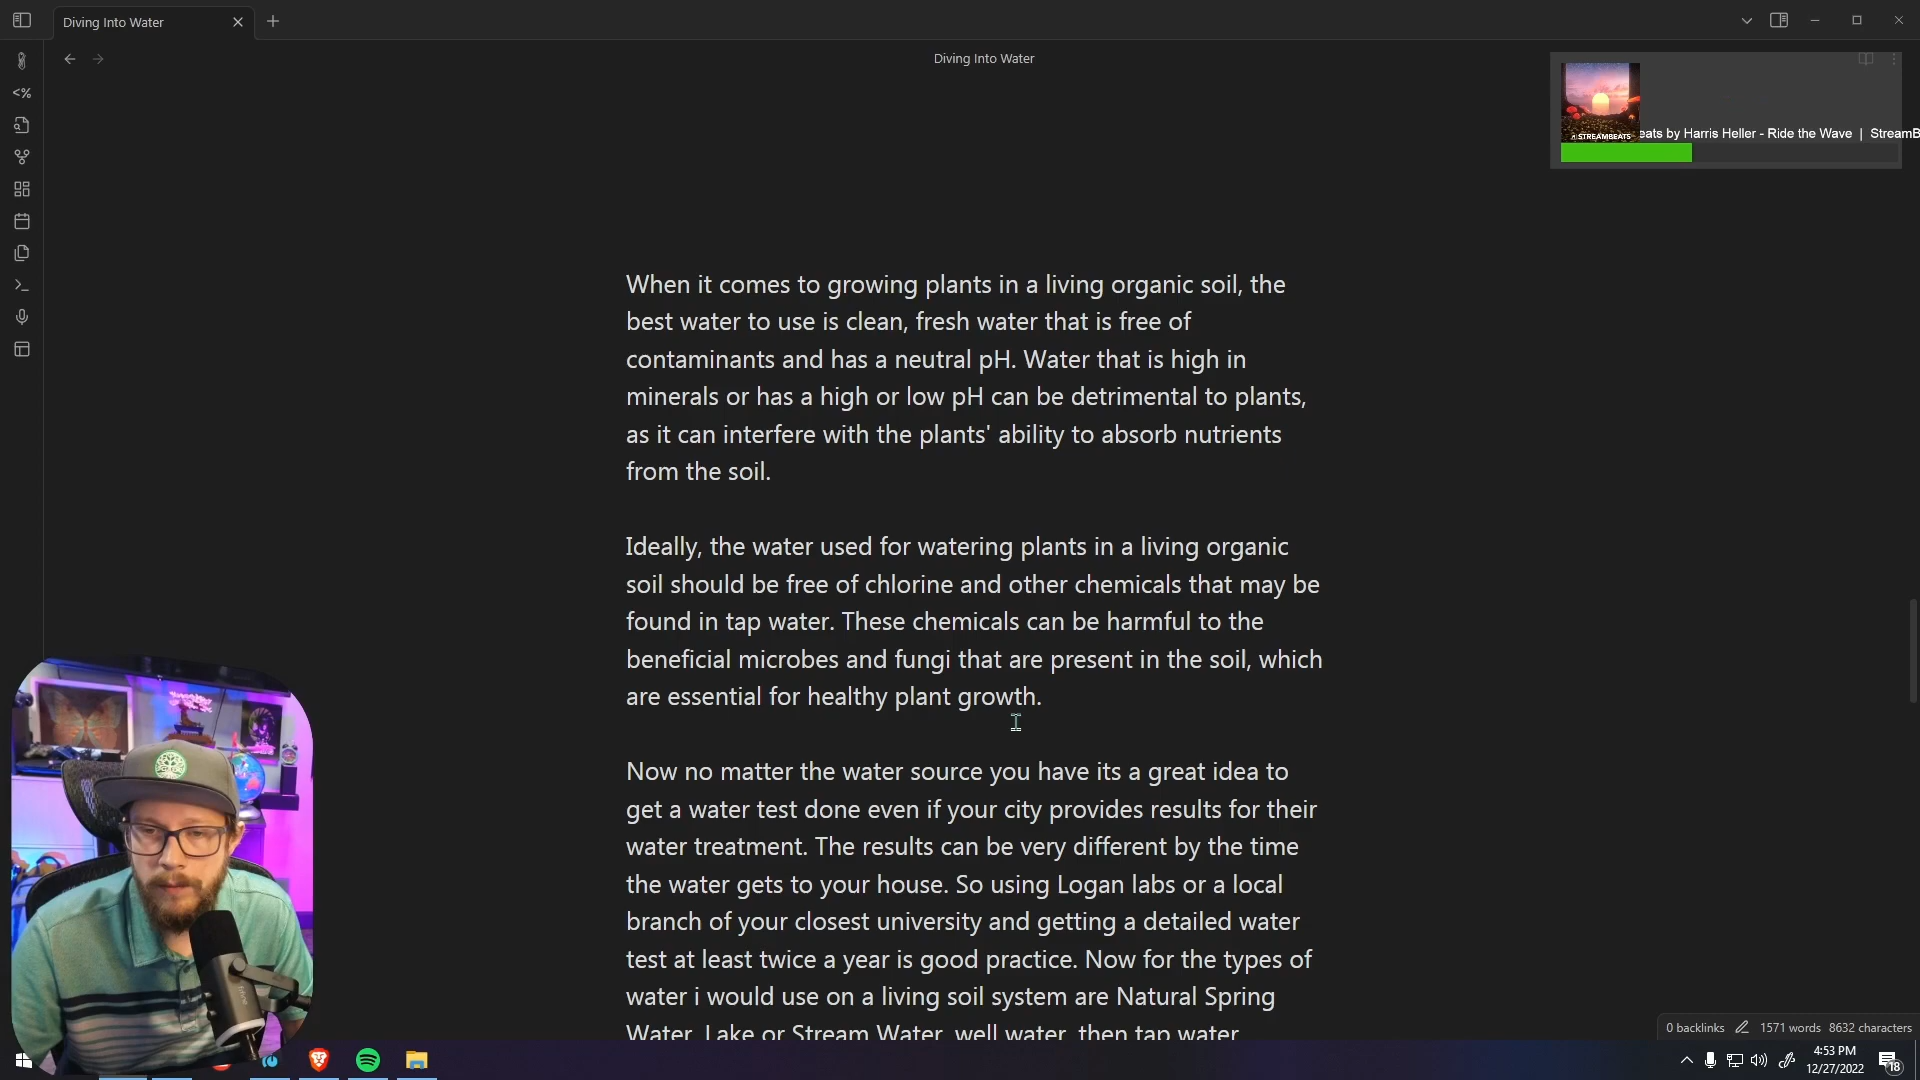 Diving Into Water
Diving Into Water
STREAMBEATS
eats by Harris Heller - Ride the Wave | StreamB
When it comes to growing plants in a living organic soil, the
best water to use is clean, fresh water that is free of
contaminants and has a neutral pH. Water that is high in
minerals or has a high or low pH can be detrimental to plants,
as it can interfere with the plants' ability to absorb nutrients
from the soil.
Ideally, the water used for watering plants in a living organic
soil should be free of chlorine and other chemicals that may be
found in tap water. These chemicals can be harmful to the
beneficial microbes and fungi that are present in the soil, which
are essential for healthy plant growth.
Now no matter the water source you have its a great idea to
get a water test done even if your city provides results for their
water treatment. The results can be very different by the time
the water gets to your house. So using Logan labs or a local
branch of your closest university and getting a detailed water
test at least twice a year is good practice. Now for the types of
water i would use on a living soil system are Natural Spring
Water, Lake or Stream Water, well water, then tap water
0 backlinks 1571 words 8632 characters
4:53 PM
12/27/2022
18